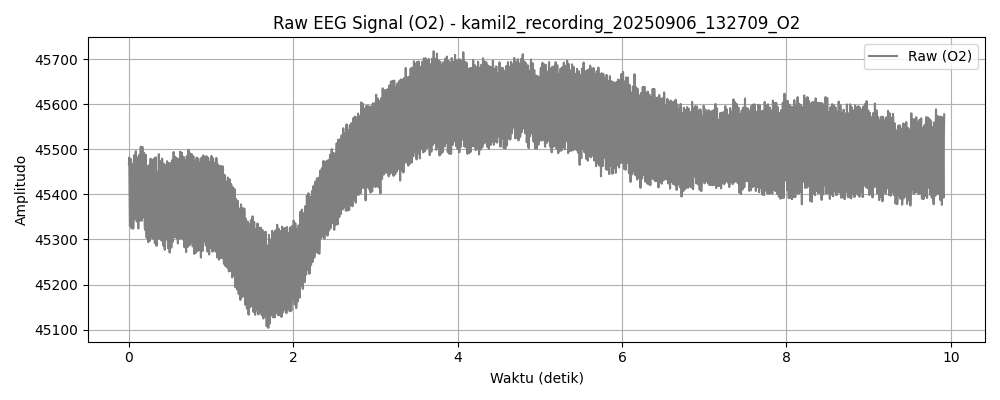 Raw EEG Signal (O2) - kamil2_recording_20250906_132709_O2
Raw (O2)
Amplitudo
45700
45600
45500
45400
45300
45200
45100
0 2 4 6 8 10
Waktu (detik)